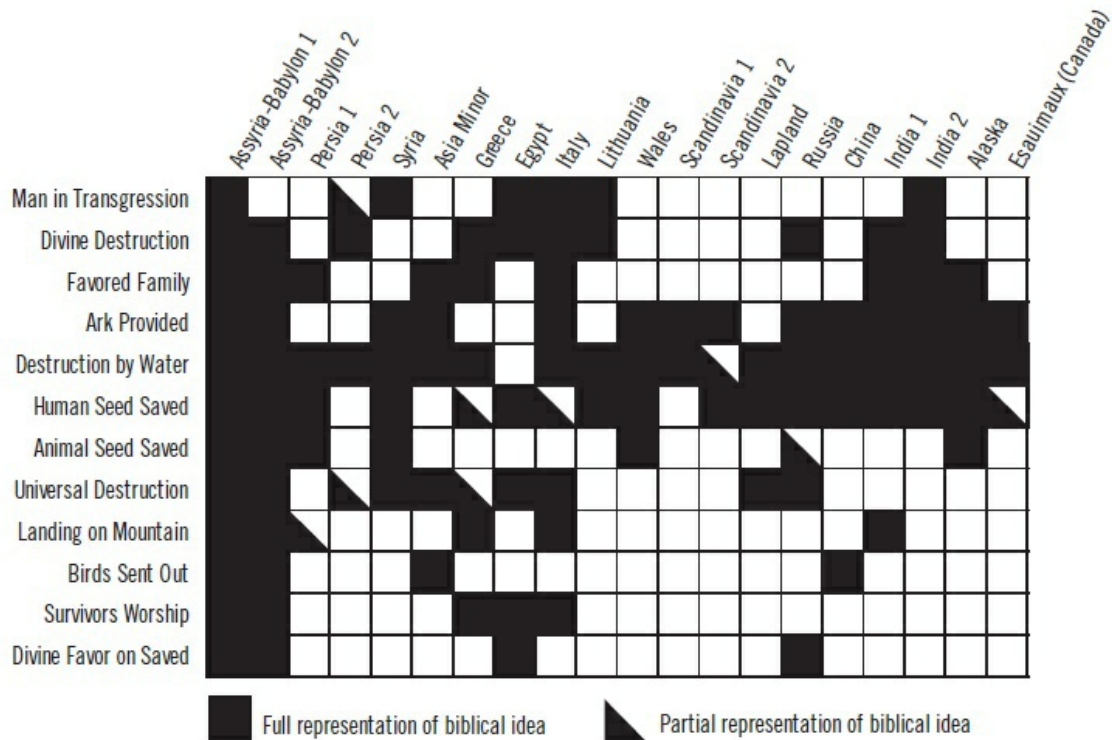 Assyria-Babylon 1
Assyria-Babylon 2
Persia 1
Persia 2
Syria
Asia Minor
Greece
Egypt
Italy
Lithuania
Wales
Scandinavia 1
Scandinavia 2
Lapland
Russia
China
India 1
India 2
Alaska
Esauimaux (Canada)
Man in Transgression
Divine Destruction
Favored Family
Ark Provided
Destruction by Water
Human Seed Saved
Animal Seed Saved
Universal Destruction
Landing on Mountain
Birds Sent Out
Survivors Worship
Divine Favor on Saved
Full representation of biblical idea
Partial representation of biblical idea